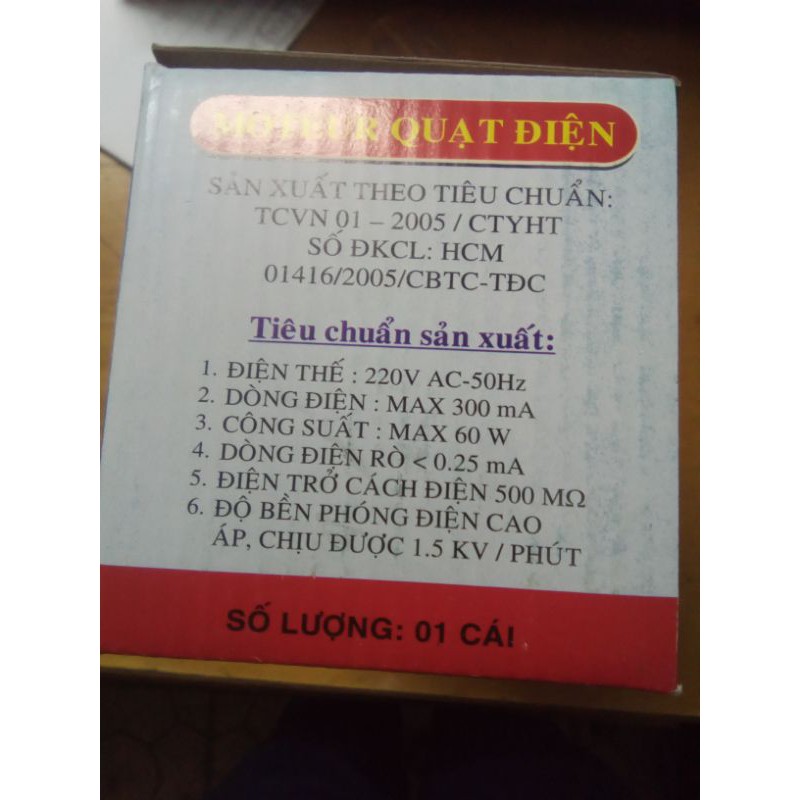 MOTEUR QUẠT ĐIỆN
SẢN XUẤT THEO TIÊU CHUẨN:
TCVN 01 – 2005 / CTYHT
SỐ ĐKCL: HCM
01416/2005/CBTC-TĐC
Tiêu chuẩn sản xuất:
1. ĐIỆN THẾ : 220V AC-50Hz
2. DÒNG ĐIỆN : MAX 300 mA
3. CÔNG SUẤT : MAX 60 W
4. DÒNG ĐIỆN RÒ < 0.25 mA
5. ĐIỆN TRỞ CÁCH ĐIỆN 500 MΩ
6. ĐỘ BỀN PHÓNG ĐIỆN CAO
ÁP, CHỊU ĐƯỢC 1.5 KV / PHÚT
SỐ LƯỢNG: 01 CÁI